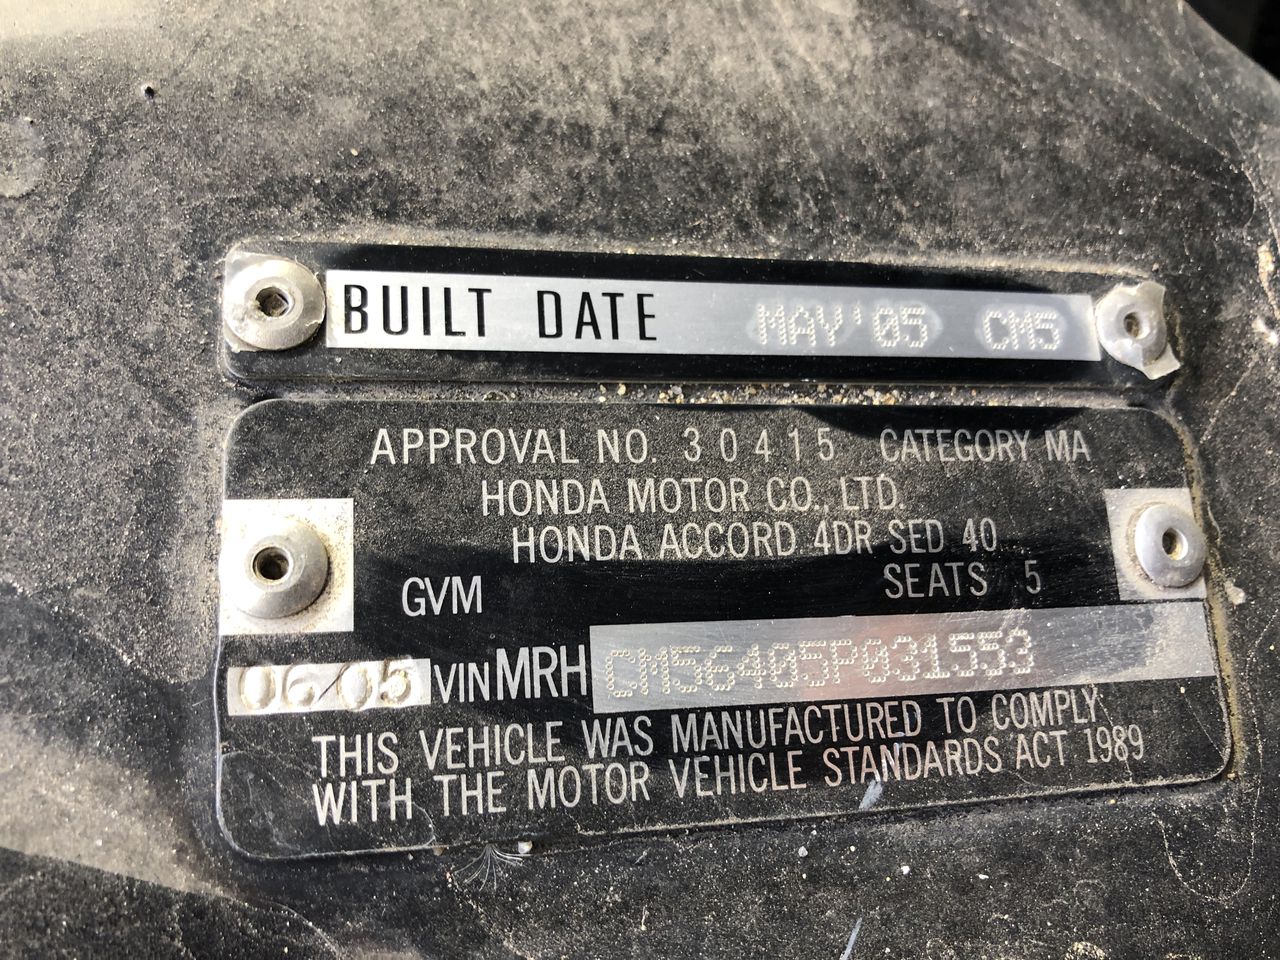 BUILT DATE MAY'05 CM5
APPROVAL NO. 30415 CATEGORY MA
HONDA MOTOR CO., LTD.
HONDA ACCORD 4DR SED 40
GVM SEATS 5
06/05 VIN MRH CM56405P031553
THIS VEHICLE WAS MANUFACTURED TO COMPLY
WITH THE MOTOR VEHICLE STANDARDS ACT 1989